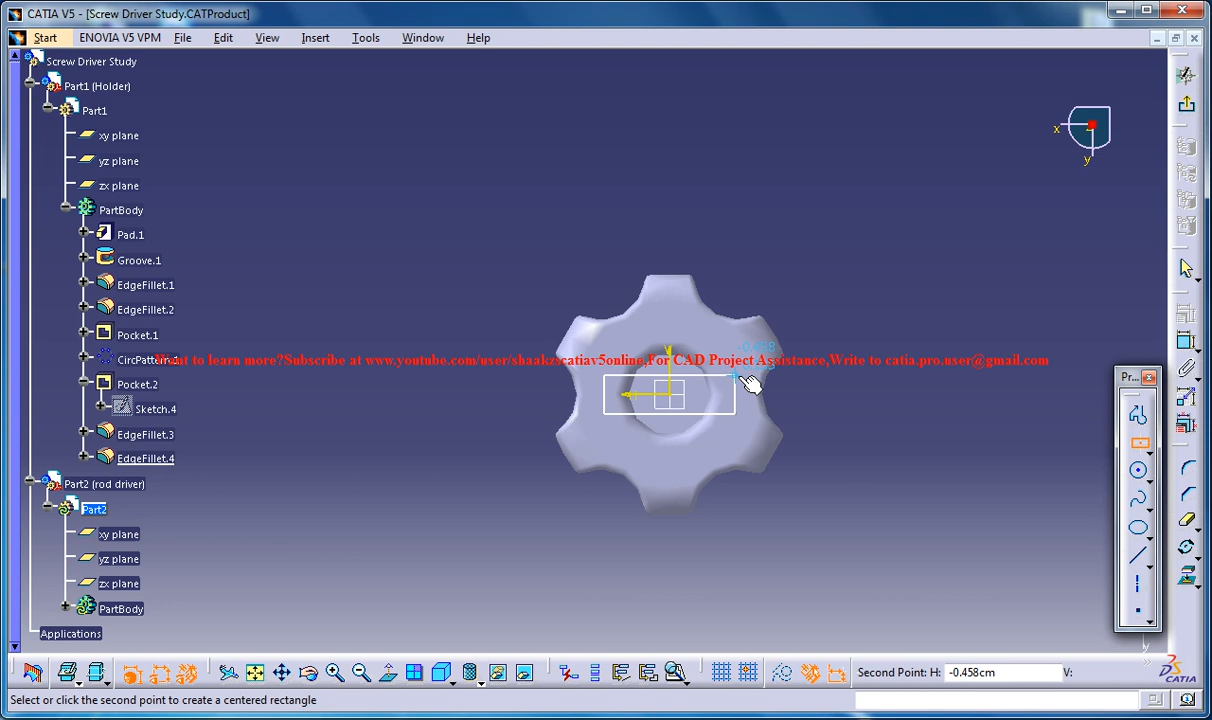 CATIA V5 - [Screw Driver Study.CATProduct]
Start ENOVIA V5 VPM File Edit View Insert Tools Window Help
Screw Driver Study
Part1 (Holder)
Part1
xy plane
yz plane
zx plane
PartBody
Pad.1
Groove.1
EdgeFillet.1
EdgeFillet.2
Pocket.1
Want to learn more?Subscribe at www.youtube.com/user/shaakzcatiav5online,For CAD Project Assistance,Write to catia.pro.user@gmail.com
Pocket.2
Sketch.4
EdgeFillet.3
EdgeFillet.4
Part2 (rod driver)
Part2
xy plane
yz plane
zx plane
PartBody
Applications
x
y
Pr...
Second Point: H: -0.458cm V:
Select or click the second point to create a centered rectangle
CATIA